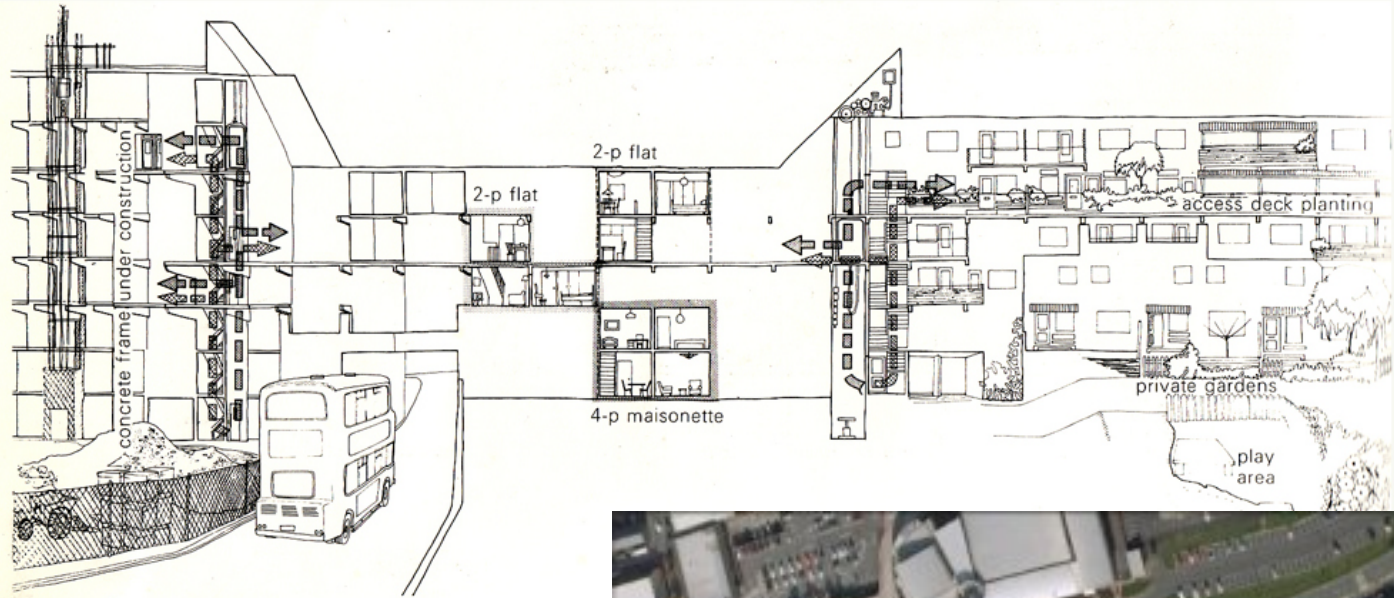 concrete frame under construction
2-p flat
2-p flat
4-p maisonette
access deck planting
private gardens
play
area